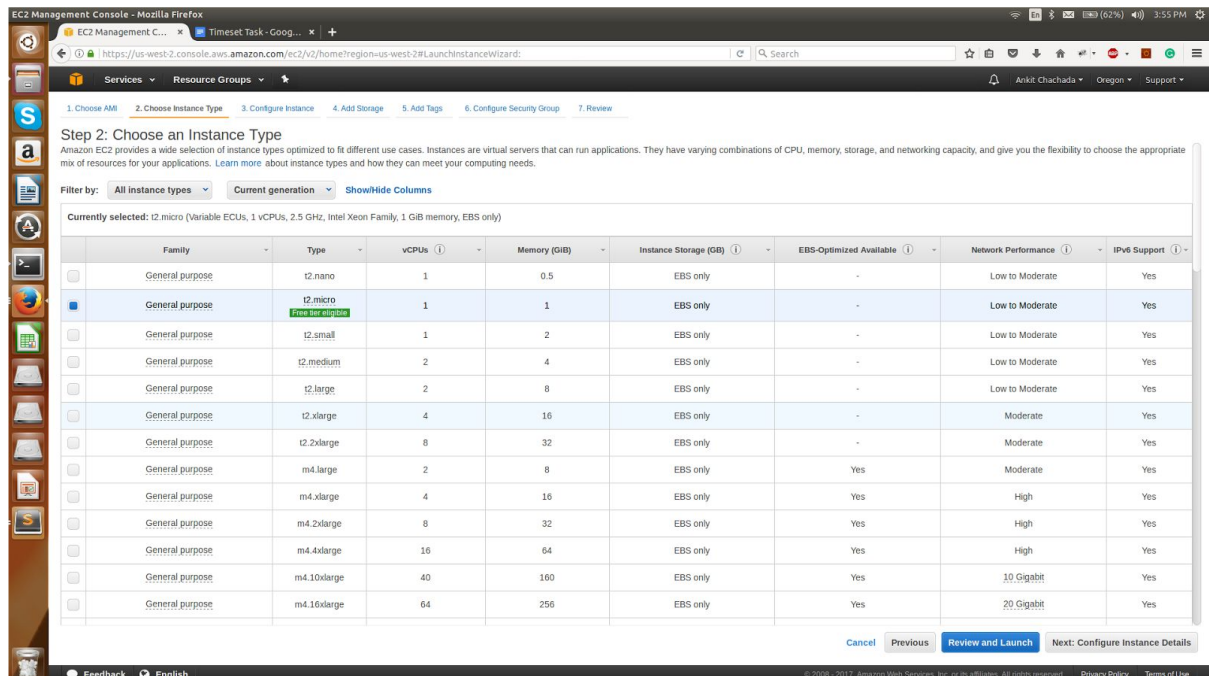 EC2 Management Console - Mozilla Firefox
En (62%) 3:55 PM
EC2 Management C... × Timeset Task - Goog... × +
https://us-west-2.console.aws.amazon.com/ec2/v2/home?region=us-west-2#LaunchInstanceWizard: Search
Services Resource Groups Ankit Chachada Oregon Support
1. Choose AMI 2. Choose Instance Type 3. Configure Instance 4. Add Storage 5. Add Tags 6. Configure Security Group 7. Review
Step 2: Choose an Instance Type
Amazon EC2 provides a wide selection of instance types optimized to fit different use cases. Instances are virtual servers that can run applications. They have varying combinations of CPU, memory, storage, and networking capacity, and give you the flexibility to choose the appropriate
mix of resources for your applications. Learn more about instance types and how they can meet your computing needs.
Filter by: All instance types Current generation Show/Hide Columns
Currently selected: t2.micro (Variable ECUs, 1 vCPUs, 2.5 GHz, Intel Xeon Family, 1 GiB memory, EBS only)
Family Type vCPUs Memory (GiB) Instance Storage (GB) EBS-Optimized Available Network Performance IPv6 Support
General purpose t2.nano 1 0.5 EBS only - Low to Moderate Yes
General purpose t2.micro 1 1 EBS only - Low to Moderate Yes
Free tier eligible
General purpose t2.small 1 2 EBS only - Low to Moderate Yes
General purpose t2.medium 2 4 EBS only - Low to Moderate Yes
General purpose t2.large 2 8 EBS only - Low to Moderate Yes
General purpose t2.xlarge 4 16 EBS only - Moderate Yes
General purpose t2.2xlarge 8 32 EBS only - Moderate Yes
General purpose m4.large 2 8 EBS only Yes Moderate Yes
General purpose m4.xlarge 4 16 EBS only Yes High Yes
General purpose m4.2xlarge 8 32 EBS only Yes High Yes
General purpose m4.4xlarge 16 64 EBS only Yes High Yes
General purpose m4.10xlarge 40 160 EBS only Yes 10 Gigabit Yes
General purpose m4.16xlarge 64 256 EBS only Yes 20 Gigabit Yes
Cancel Previous Review and Launch Next: Configure Instance Details
Feedback English © 2008 - 2017, Amazon Web Services, Inc. or its affiliates. All rights reserved. Privacy Policy Terms of Use